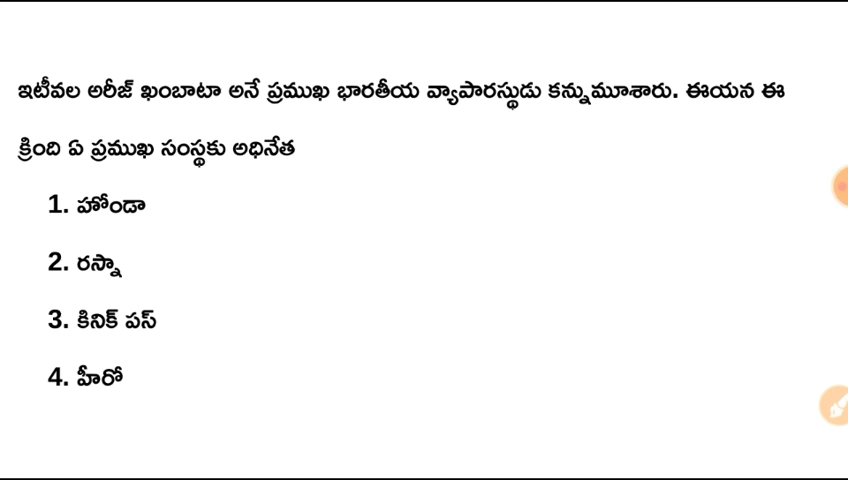 ఇటీవల అరీజ్ ఖంబాటా అనే ప్రముఖ భారతీయ వ్యాపారస్థుడు కన్నుమూశారు. ఈయన ఈ
క్రింది ఏ ప్రముఖ సంస్థకు అధినేత
1. హోండా
2. రస్నా
3. కినిక్ పస్
4. హీరో